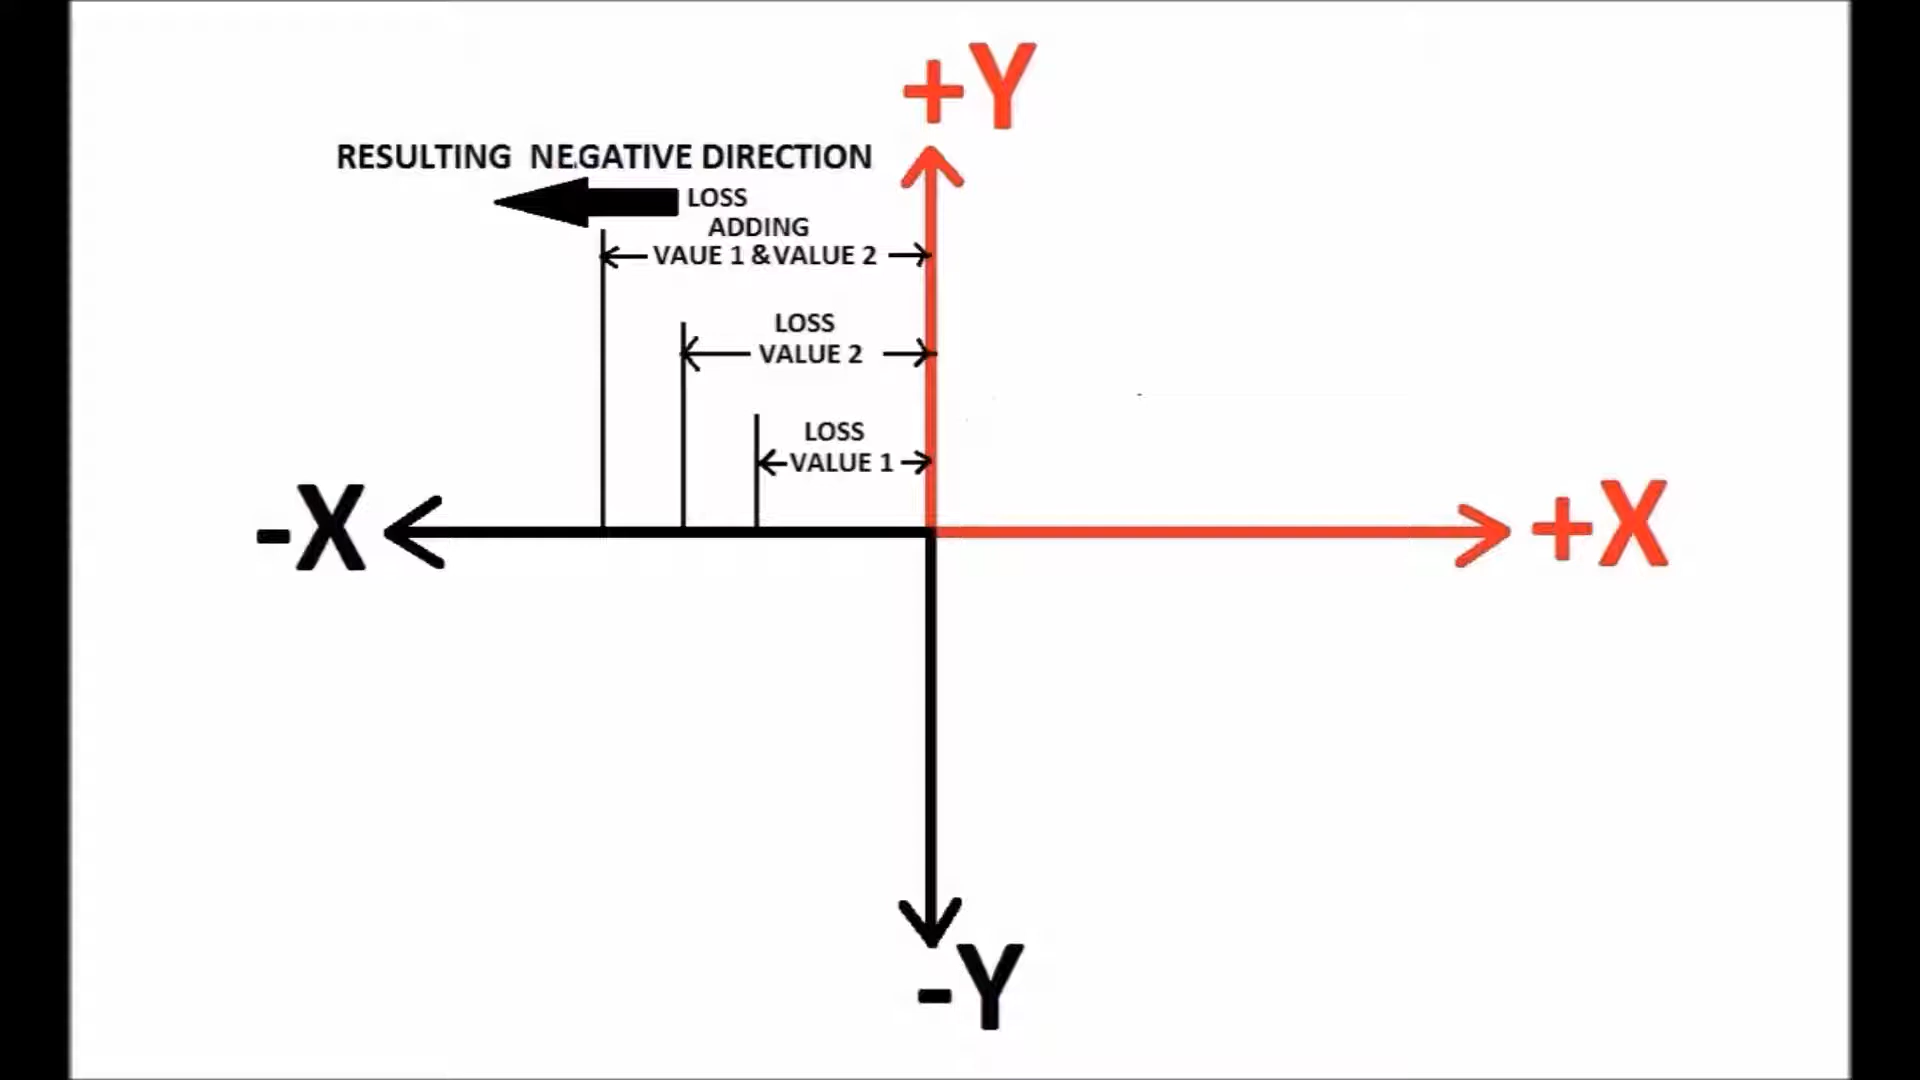 +Y
RESULTING NEGATIVE DIRECTION
LOSS
ADDING
VAUE 1 & VALUE 2
LOSS
VALUE 2
LOSS
VALUE 1
-X
+X
-Y